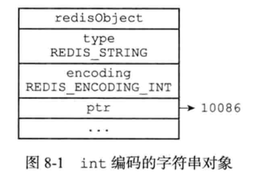 redisObject
type
REDIS_STRING
encoding
REDIS_ENCODING_INT
ptr
10086
...
图 8-1 int 编码的字符串对象